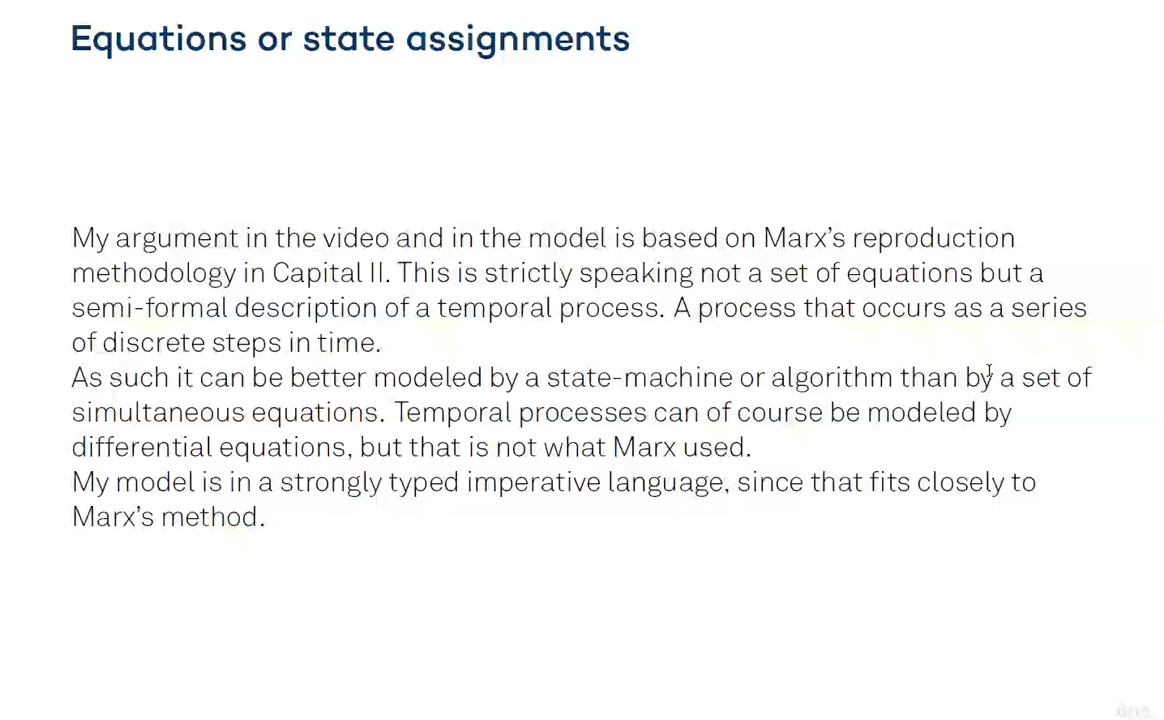 Equations or state assignments
My argument in the video and in the model is based on Marx's reproduction
methodology in Capital II. This is strictly speaking not a set of equations but a
semi-formal description of a temporal process. A process that occurs as a series
of discrete steps in time.
As such it can be better modeled by a state-machine or algorithm than by a set of
simultaneous equations. Temporal processes can of course be modeled by
differential equations, but that is not what Marx used.
My model is in a strongly typed imperative language, since that fits closely to
Marx's method.